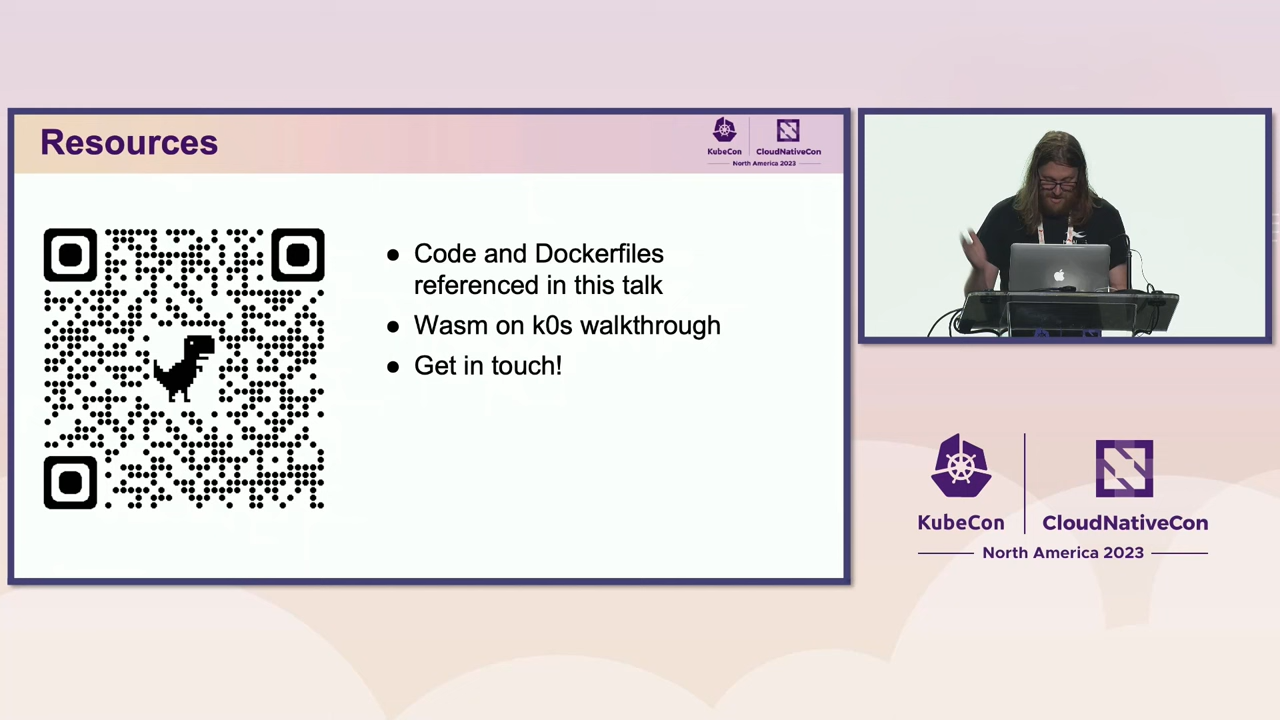 Resources
KubeCon
CloudNativeCon
North America 2023
Code and Dockerfiles
referenced in this talk
Wasm on k0s walkthrough
Get in touch!
KubeCon
CloudNativeCon
North America 2023